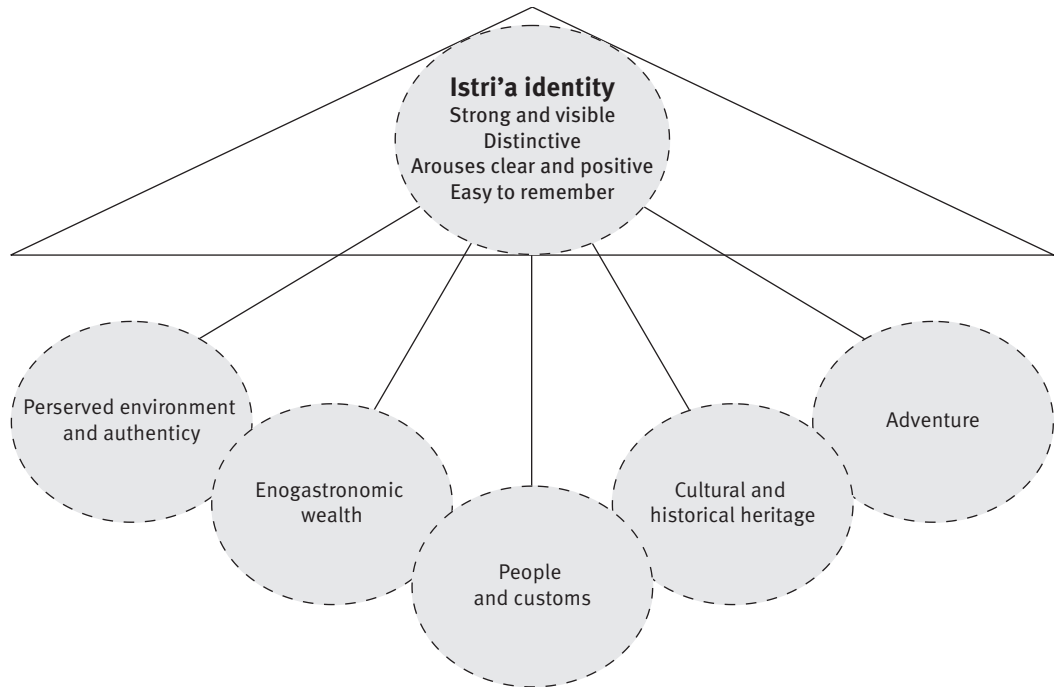 Istri’a identity
Strong and visible
Distinctive
Arouses clear and positive
Easy to remember
Perserved environment
and authenticy
Enogastronomic
wealth
People
and customs
Cultural and
historical heritage
Adventure